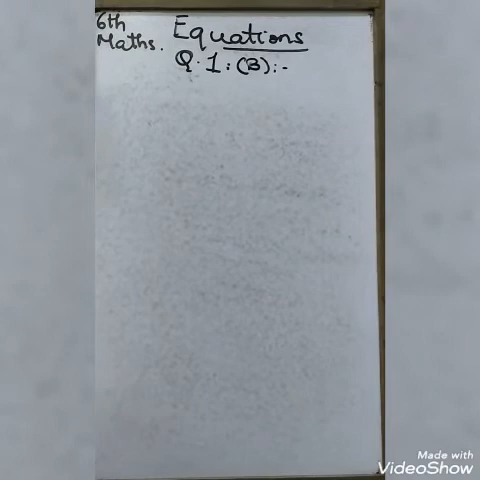 6th
Maths.
Equations
Q. 1 : (B) :-
Made with
VideoShow